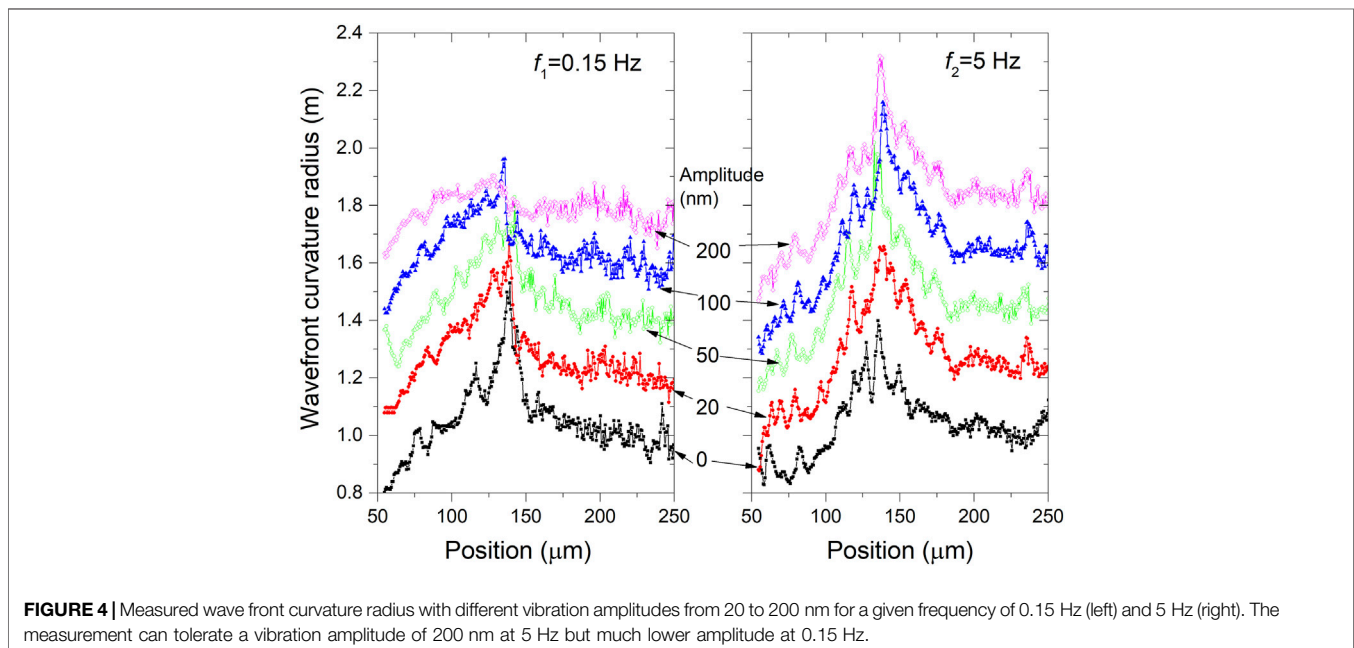 2.4
2.2
2.0
1.8
1.6
1.4
1.2
1.0
0.8
Wavefront curvature radius (m)
f₁=0.15 Hz
f₂=5 Hz
Amplitude
(nm)
200
100
50
20
0
50 100 150 200 250
50 100 150 200 250
Position (μm)
Position (μm)
FIGURE 4 | Measured wave front curvature radius with different vibration amplitudes from 20 to 200 nm for a given frequency of 0.15 Hz (left) and 5 Hz (right). The
measurement can tolerate a vibration amplitude of 200 nm at 5 Hz but much lower amplitude at 0.15 Hz.